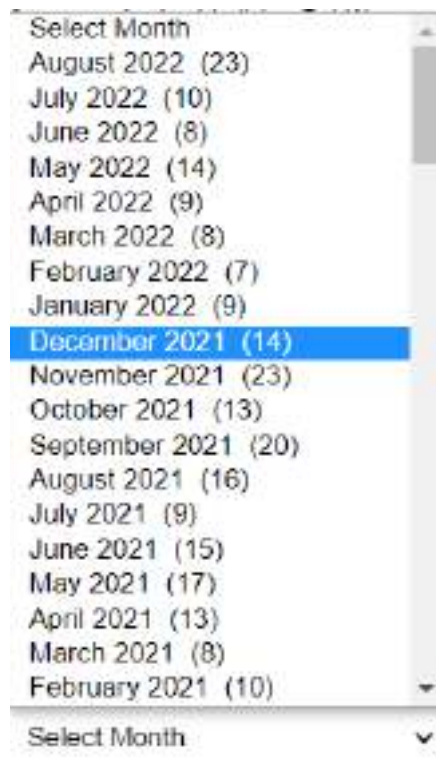 Select Month
August 2022 (23)
July 2022 (10)
June 2022 (8)
May 2022 (14)
April 2022 (9)
March 2022 (8)
February 2022 (7)
January 2022 (9)
December 2021 (14)
November 2021 (23)
October 2021 (13)
September 2021 (20)
August 2021 (16)
July 2021 (9)
June 2021 (15)
May 2021 (17)
April 2021 (13)
March 2021 (8)
February 2021 (10)
Select Month